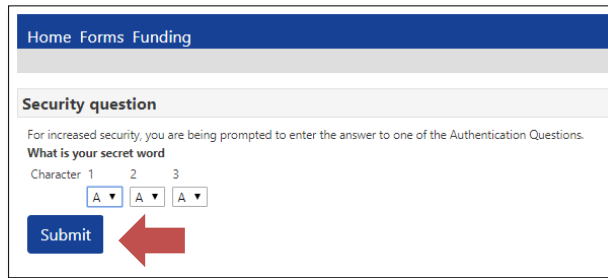 Home Forms Funding
Security question
For increased security, you are being prompted to enter the answer to one of the Authentication Questions.
What is your secret word
Character 1 2 3
A A A
Submit